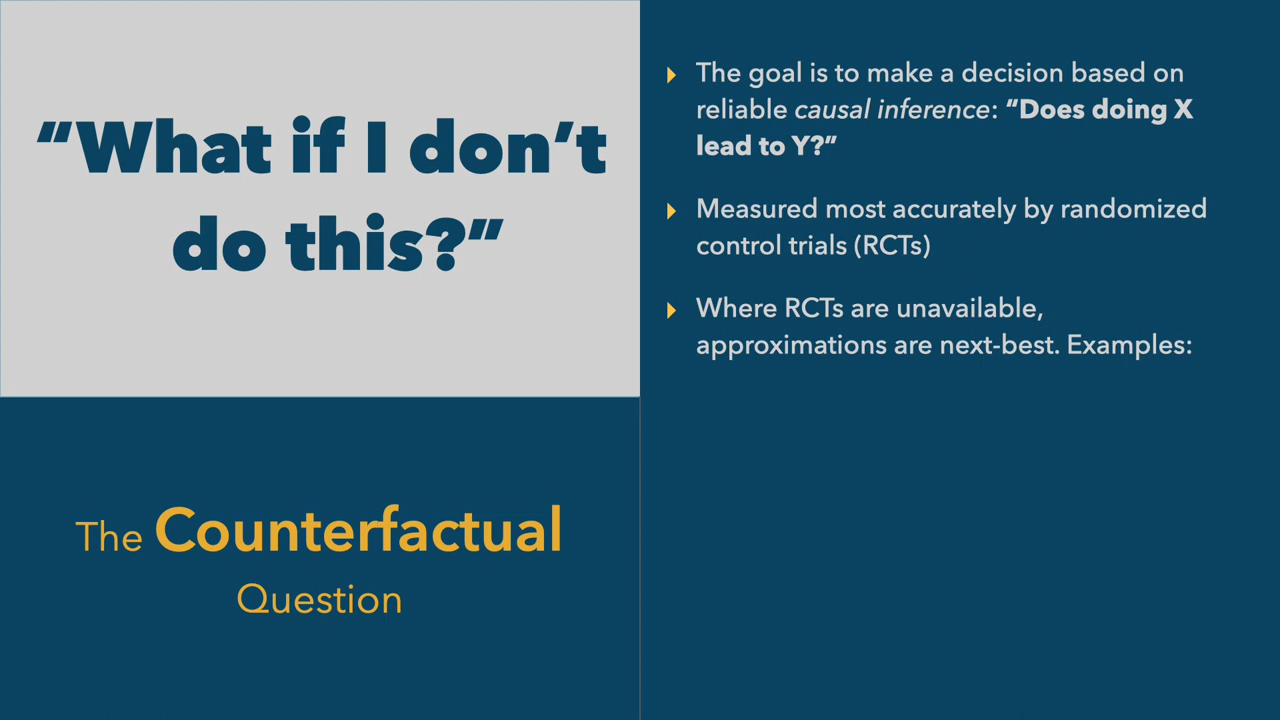 “What if I don’t
do this?”
The Counterfactual
Question
The goal is to make a decision based on
reliable causal inference: “Does doing X
lead to Y?”
Measured most accurately by randomized
control trials (RCTs)
Where RCTs are unavailable,
approximations are next-best. Examples: